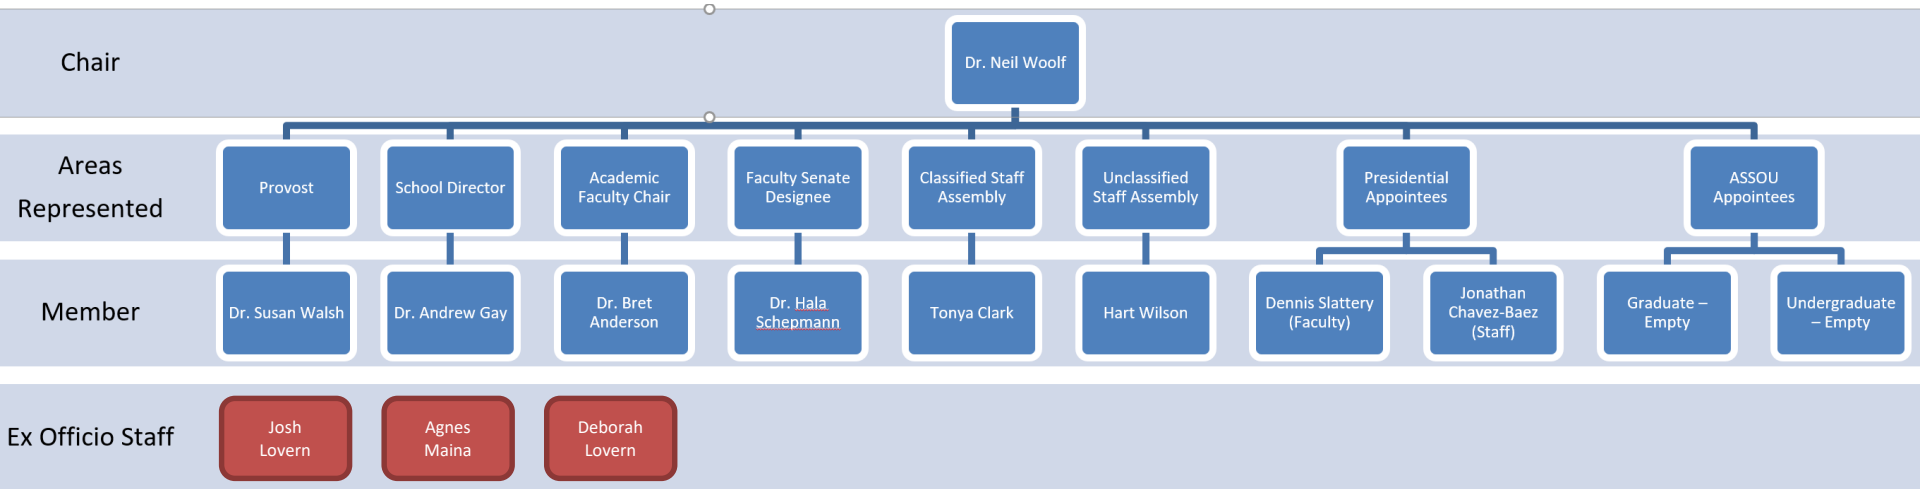 Chair
Dr. Neil Woolf
Areas
Represented
Provost
School Director
Academic
Faculty Chair
Faculty Senate
Designee
Classified Staff
Assembly
Unclassified
Staff Assembly
Presidential
Appointees
ASSOU
Appointees
Member
Dr. Susan Walsh
Dr. Andrew Gay
Dr. Bret
Anderson
Dr. Hala
Schepmann
Tonya Clark
Hart Wilson
Dennis Slattery
(Faculty)
Jonathan
Chavez-Baez
(Staff)
Graduate –
Empty
Undergraduate
– Empty
Ex Officio Staff
Josh
Lovern
Agnes
Maina
Deborah
Lovern